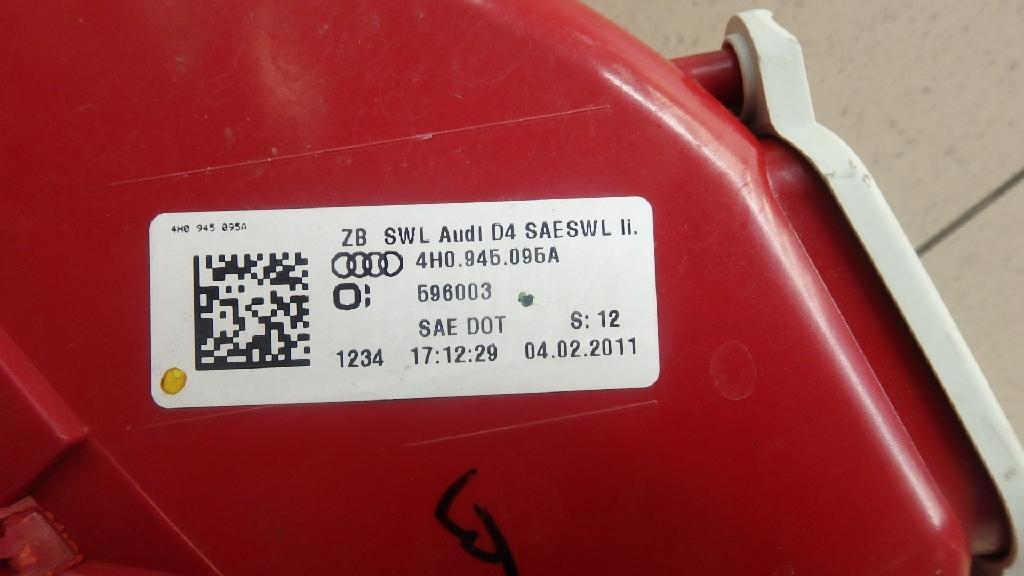 4H0 945 095A
ZB SWL Audi D4 SAESWL li.
4H0.945.095A
596003
SAE DOT S: 12
1234 17:12:29 04.02.2011